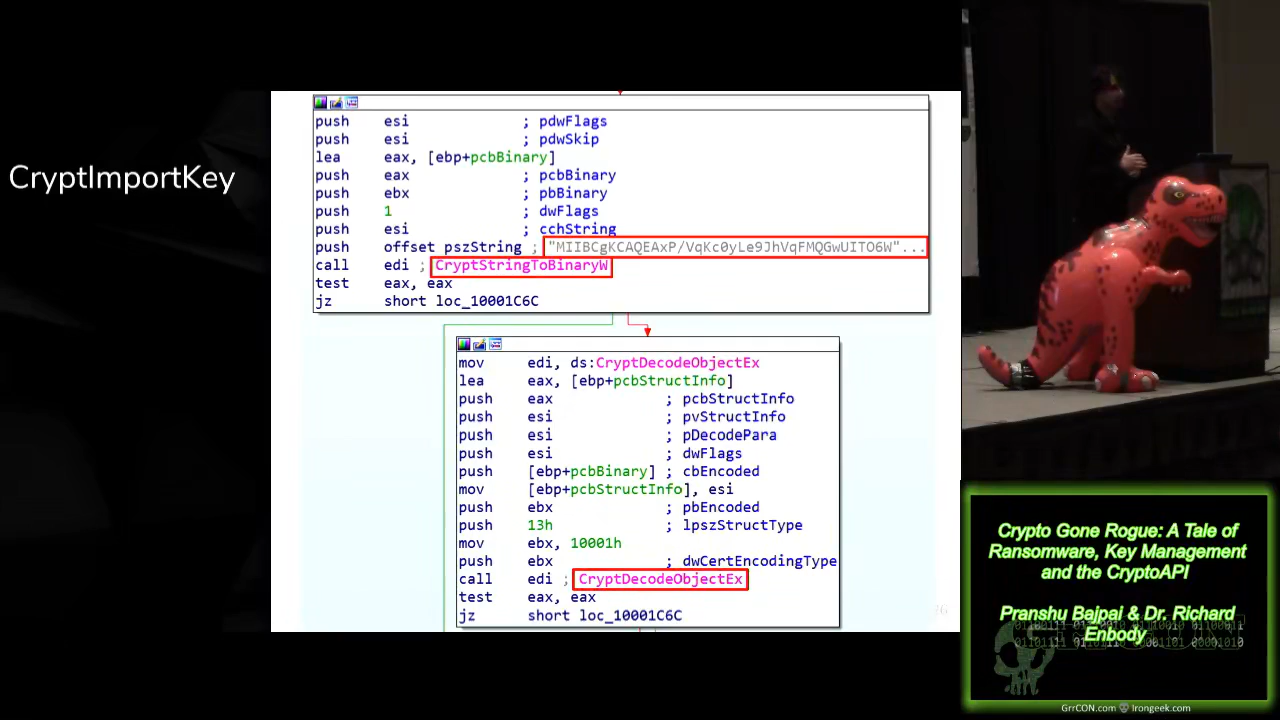 CryptImportKey
push esi ; pdwFlags
push esi ; pdwSkip
lea eax, [ebp+pcbBinary]
push eax ; pcbBinary
push ebx ; pbBinary
push 1 ; dwFlags
push esi ; cchString
push offset pszString ; "MIIBCgKCAQEAxP/VqKc0yLe9JhVqFMQGwUITO6W"...
call edi ; CryptStringToBinaryW
test eax, eax
jz short loc_10001C6C
mov edi, ds:CryptDecodeObjectEx
lea eax, [ebp+pcbStructInfo]
push eax ; pcbStructInfo
push esi ; pvStructInfo
push esi ; pDecodePara
push esi ; dwFlags
push [ebp+pcbBinary] ; cbEncoded
mov [ebp+pcbStructInfo], esi
push ebx ; pbEncoded
push 13h ; lpszStructType
mov ebx, 10001h
push ebx ; dwCertEncodingType
call edi ; CryptDecodeObjectEx
test eax, eax
jz short loc_10001C6C
Crypto Gone Rogue: A Tale of
Ransomware, Key Management
and the CryptoAPI
Pranshu Bajpai & Dr. Richard
Enbody
GrrCON.com Irongeek.com